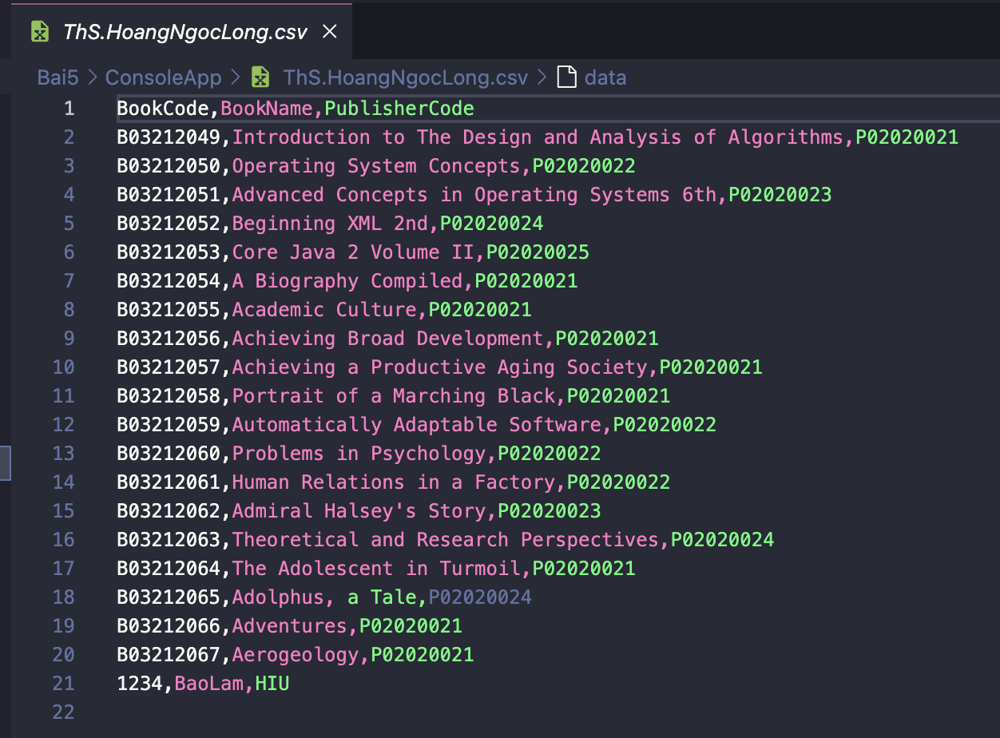 ThS.HoangNgocLong.csv ×
Bai5 > ConsoleApp > ThS.HoangNgocLong.csv > data
1 BookCode,BookName,PublisherCode
2 B03212049,Introduction to The Design and Analysis of Algorithms,P02020021
3 B03212050,Operating System Concepts,P02020022
4 B03212051,Advanced Concepts in Operating Systems 6th,P02020023
5 B03212052,Beginning XML 2nd,P02020024
6 B03212053,Core Java 2 Volume II,P02020025
7 B03212054,A Biography Compiled,P02020021
8 B03212055,Academic Culture,P02020021
9 B03212056,Achieving Broad Development,P02020021
10 B03212057,Achieving a Productive Aging Society,P02020021
11 B03212058,Portrait of a Marching Black,P02020021
12 B03212059,Automatically Adaptable Software,P02020022
13 B03212060,Problems in Psychology,P02020022
14 B03212061,Human Relations in a Factory,P02020022
15 B03212062,Admiral Halsey's Story,P02020023
16 B03212063,Theoretical and Research Perspectives,P02020024
17 B03212064,The Adolescent in Turmoil,P02020021
18 B03212065,Adolphus, a Tale,P02020024
19 B03212066,Adventures,P02020021
20 B03212067,Aerogeology,P02020021
21 1234,BaoLam,HIU
22